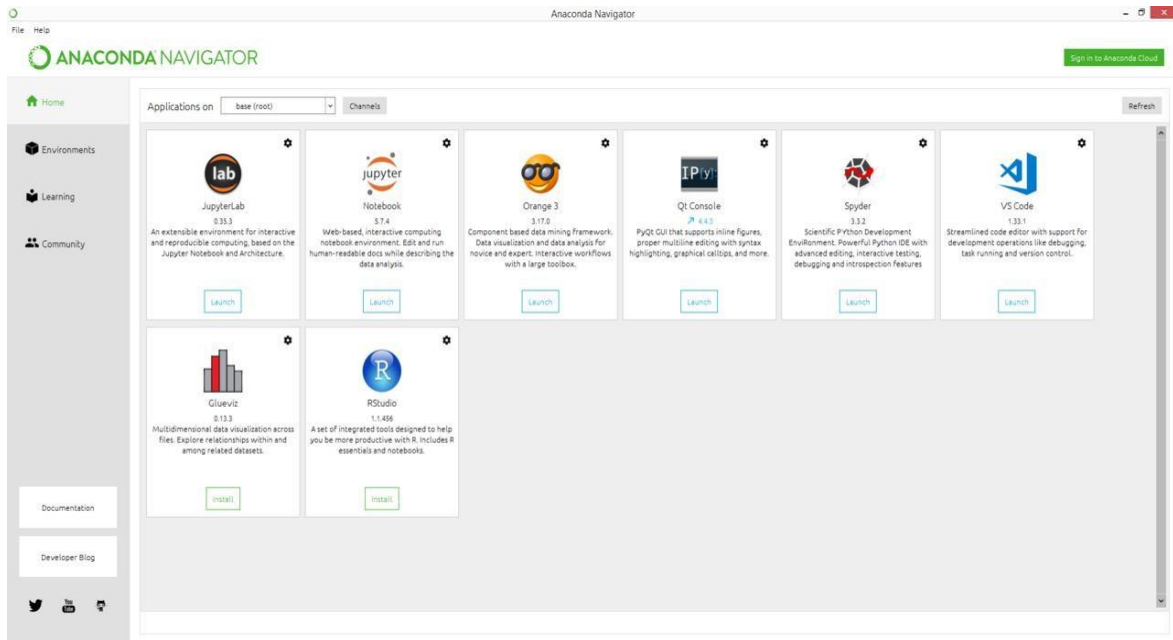 Anaconda Navigator
File Help
ANACONDA NAVIGATOR
Sign in to Anaconda Cloud
Home
Environments
Learning
Community
Documentation
Developer Blog
You
Tube
Applications on base (root) Channels Refresh
lab
JupyterLab
0.35.3
An extensible environment for interactive
and reproducible computing, based on the
Jupyter Notebook and Architecture.
Launch
jupyter
Notebook
5.7.4
Web-based, interactive computing
notebook environment. Edit and run
human-readable docs while describing the
data analysis.
Launch
Orange 3
3.17.0
Component based data mining framework.
Data visualization and data analysis for
novice and expert. Interactive workflows
with a large toolbox.
Launch
IP[y]:
Qt Console
4.4.3
PyQt GUI that supports inline figures,
proper multiline editing with syntax
highlighting, graphical calltips, and more.
Launch
Spyder
3.3.2
Scientific PYthon Development
EnviRonment. Powerful Python IDE with
advanced editing, interactive testing,
debugging and introspection features
Launch
VS Code
1.33.1
Streamlined code editor with support for
development operations like debugging,
task running and version control.
Launch
Glueviz
0.13.3
Multidimensional data visualization across
files. Explore relationships within and
among related datasets.
Install
R
RStudio
1.1.456
A set of integrated tools designed to help
you be more productive with R. Includes R
essentials and notebooks.
Install